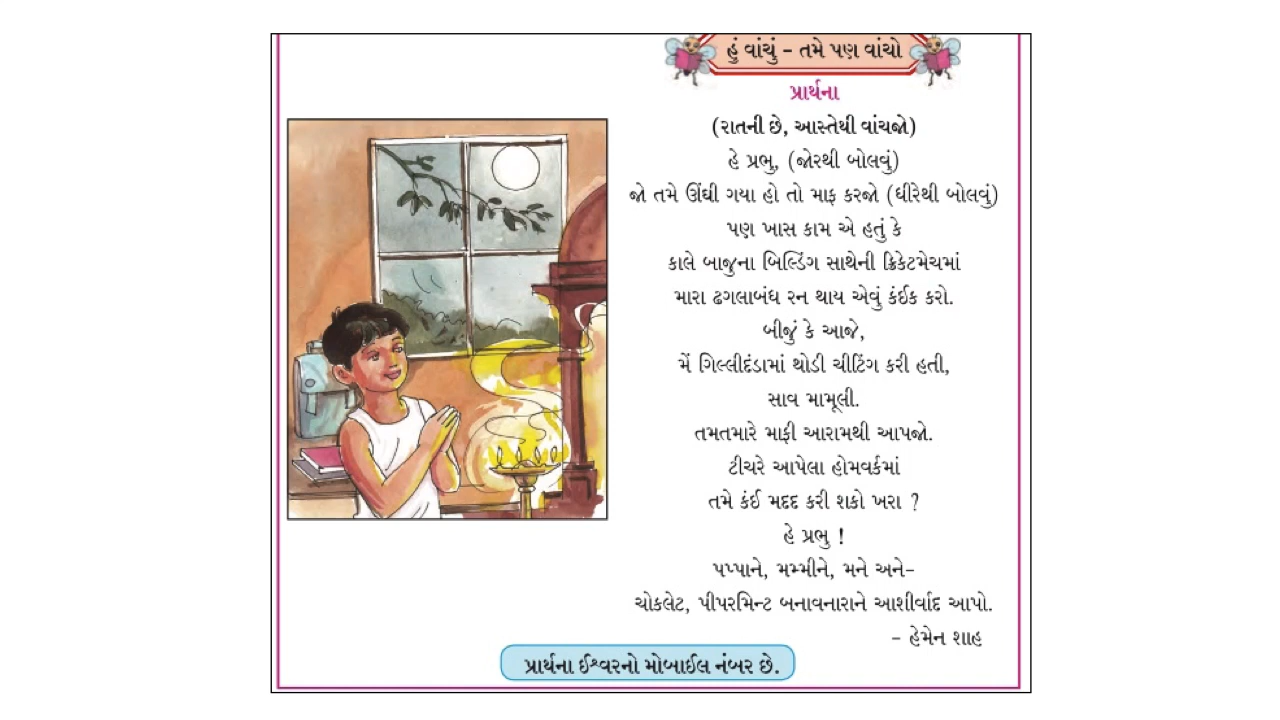 હું વાંચું - તમે પણ વાંચો
પ્રાર્થના
(રાતની છે, આસ્તેથી વાંચજો)
હે પ્રભુ, (જોરથી બોલવું)
જો તમે ઊંઘી ગયા હો તો માફ કરજો (ધીરેથી બોલવું)
પણ ખાસ કામ એ હતું કે
કાલે બાજુના બિલ્ડિંગ સાથેની ક્રિકેટમેચમાં
મારા ઢગલાબંધ રન થાય એવું કંઈક કરો.
બીજું કે આજે,
મેં ગિલ્લીદંડામાં થોડી ચીટિંગ કરી હતી,
સાવ મામૂલી.
તમતમારે માફી આરામથી આપજો.
ટીચરે આપેલા હોમવર્કમાં
તમે કંઈ મદદ કરી શકો ખરા ?
હે પ્રભુ !
પપ્પાને, મમ્મીને, મને અને-
ચોકલેટ, પીપરમિન્ટ બનાવનારાને આશીર્વાદ આપો.
- હેમેન શાહ
પ્રાર્થના ઈશ્વરનો મોબાઈલ નંબર છે.